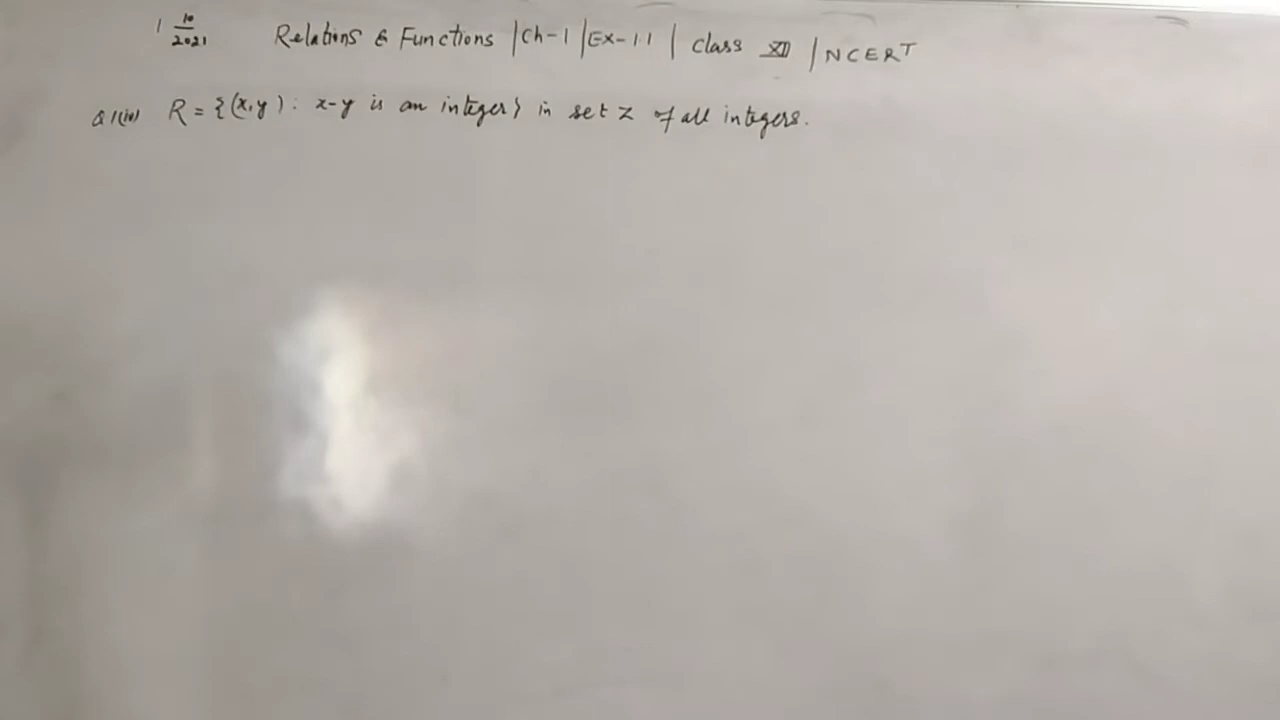 1 10/2021 Relations & Functions |Ch-1 |Ex-1.1 | Class XII | NCERT
Q1(iv) R = {(x,y): x-y is an integer} in set Z of all integers.